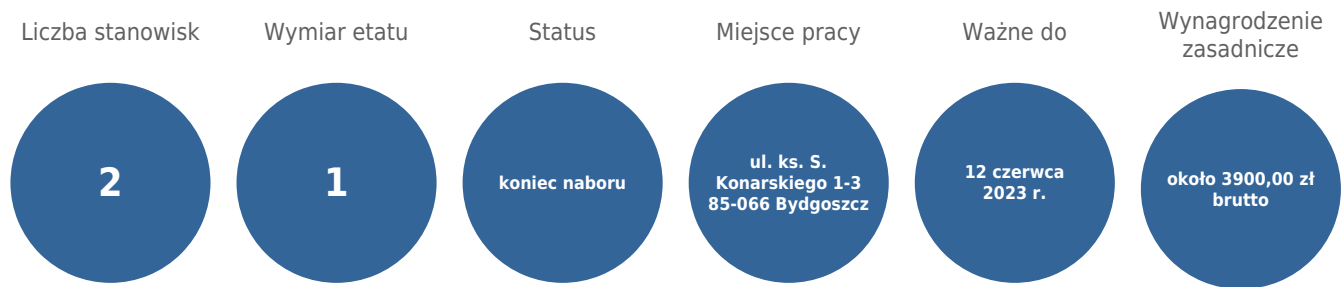 Liczba stanowisk
Wymiar etatu
Status
Miejsce pracy
Ważne do
Wynagrodzenie
zasadnicze
2
1
koniec naboru
ul. ks. S.
Konarskiego 1-3
85-066 Bydgoszcz
12 czerwca
2023 r.
około 3900,00 zł
brutto